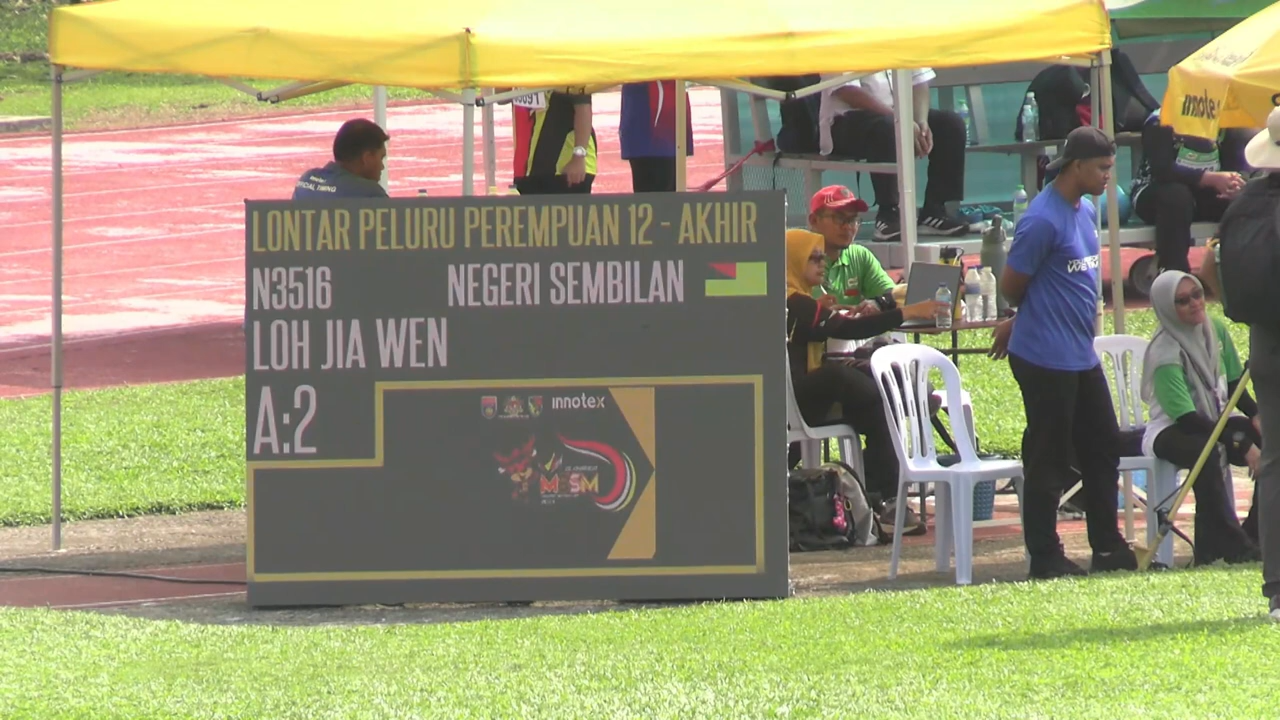 LONTAR PELURU PEREMPUAN 12 - AKHIR
N3516 NEGERI SEMBILAN
LOH JIA WEN
A:2
innotex
MSSM